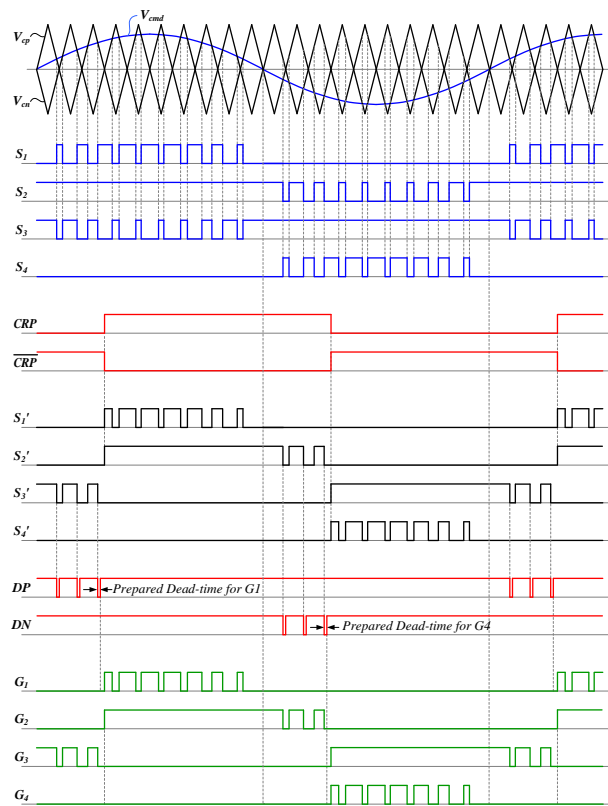 V_cmd
V_cp
V_cn
S_1
S_2
S_3
S_4
CRP
C̅R̅P̅
S_1'
S_2'
S_3'
S_4'
DP
Prepared Dead-time for G1
DN
Prepared Dead-time for G4
G_1
G_2
G_3
G_4